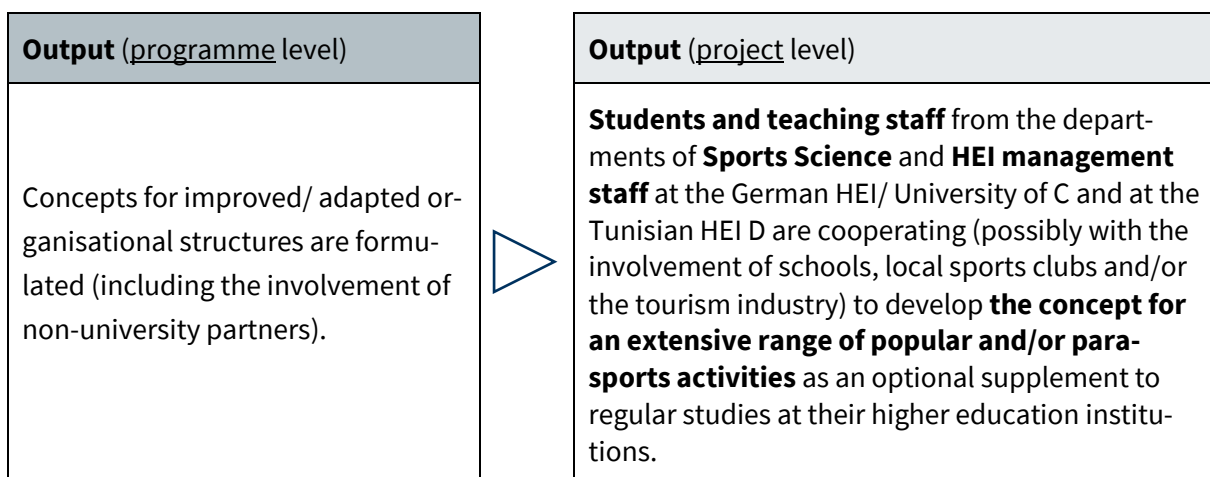 Output (programme level)
Concepts for improved/ adapted or-
ganisational structures are formu-
lated (including the involvement of
non-university partners).
Output (project level)
Students and teaching staff from the depart-
ments of Sports Science and HEI management
staff at the German HEI/ University of C and at the
Tunisian HEI D are cooperating (possibly with the
involvement of schools, local sports clubs and/or
the tourism industry) to develop the concept for
an extensive range of popular and/or para-
sports activities as an optional supplement to
regular studies at their higher education institu-
tions.